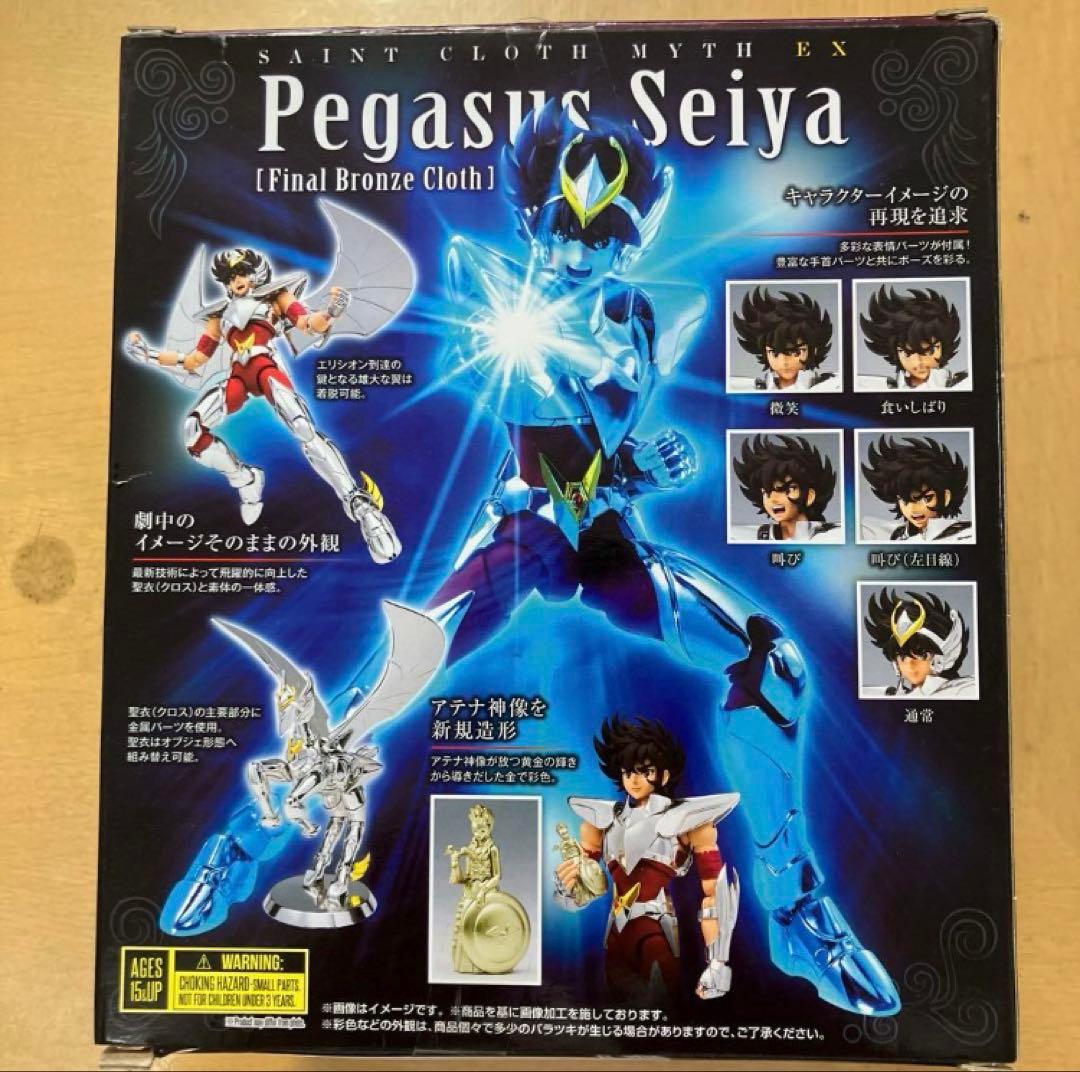 SAINT CLOTH MYTH EX
Pegasus Seiya
[Final Bronze Cloth]
キャラクターイメージの
再現を追求
多彩な表情パーツが付属!
豊富な手首パーツと共にポーズを彩る。
微笑
食いしばり
叫び
叫び(左目線)
通常
エリシオン到達の
鍵となる雄大な翼は
着脱可能。
劇中の
イメージそのままの外観
最新技術によって飛躍的に向上した
聖衣(クロス)と素体の一体感。
聖衣(クロス)の主要部分に
金属パーツを使用。
聖衣はオブジェ形態へ
組み替え可能。
アテナ神像を
新規造形
アテナ神像が放つ黄金の輝き
から導きだした金で彩色。
AGES
15&UP
WARNING:
CHOKING HAZARD-SMALL PARTS.
NOT FOR CHILDREN UNDER 3 YEARS.
※Product may differ from photo.
※画像はイメージです。※商品を基に画像加工を施しております。
※彩色などの外観は、商品個々で多少のバラツキが生じる場合がありますので、ご了承ください。